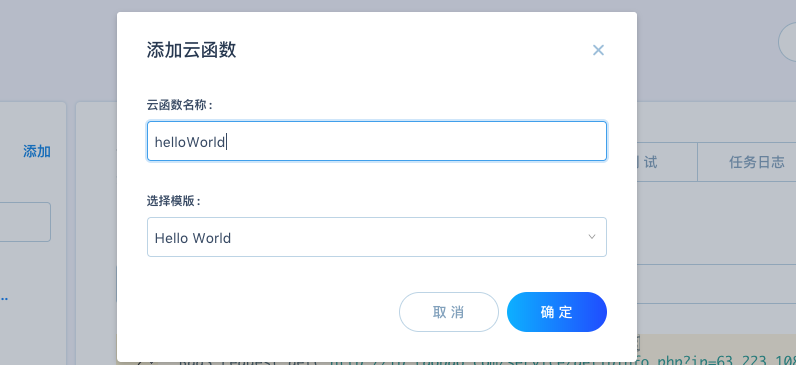 添加云函数
云函数名称：
helloWorld
选择模版：
Hello World
取 消
确 定
添加
试
任务日志